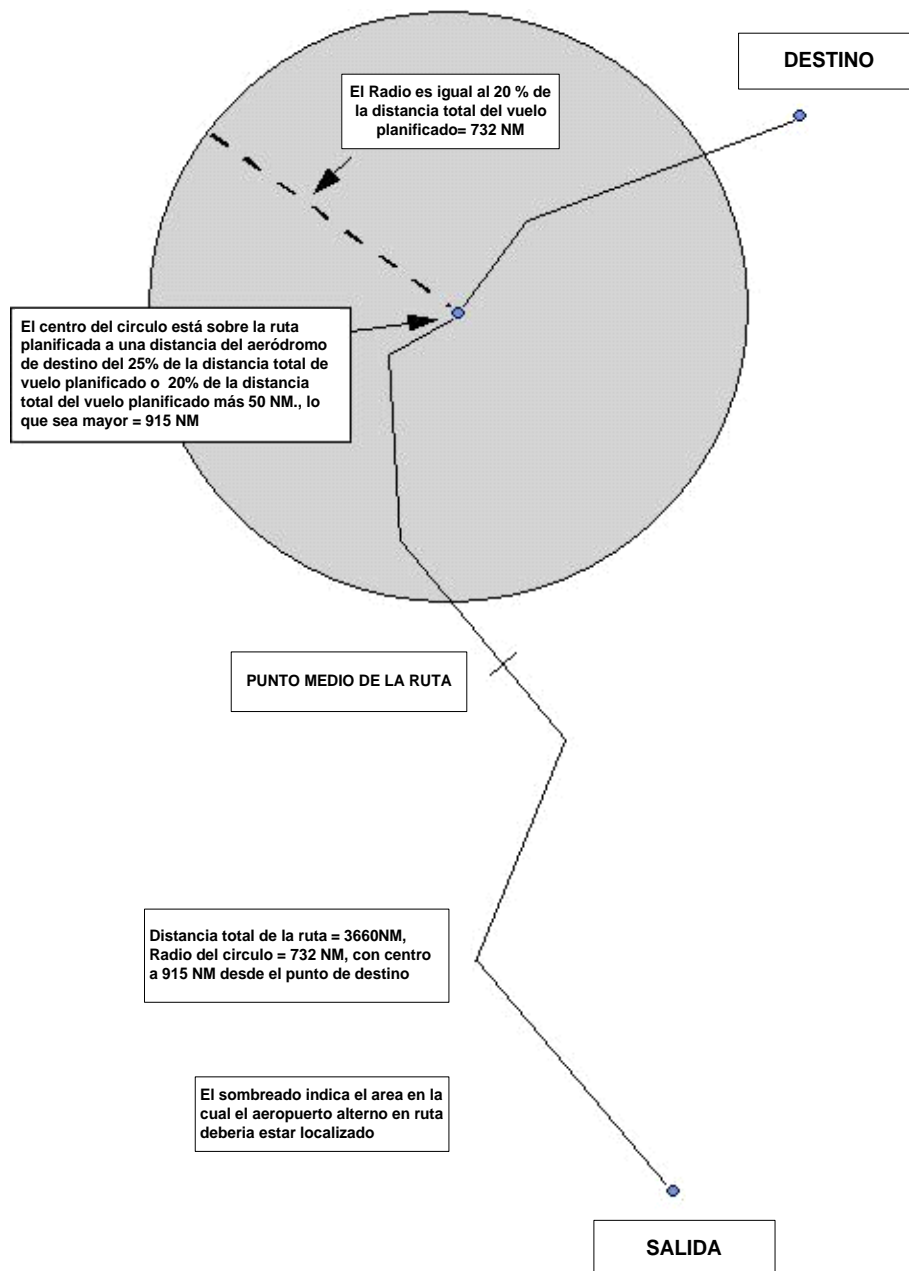 DESTINO
El Radio es igual al 20 % de
la distancia total del vuelo
planificado= 732 NM
El centro del circulo está sobre la ruta
planificada a una distancia del aeródromo
de destino del 25% de la distancia total de
vuelo planificado o 20% de la distancia
total del vuelo planificado más 50 NM., lo
que sea mayor = 915 NM
PUNTO MEDIO DE LA RUTA
Distancia total de la ruta = 3660NM,
Radio del circulo = 732 NM, con centro
a 915 NM desde el punto de destino
El sombreado indica el area en la
cual el aeropuerto alterno en ruta
deberia estar localizado
SALIDA